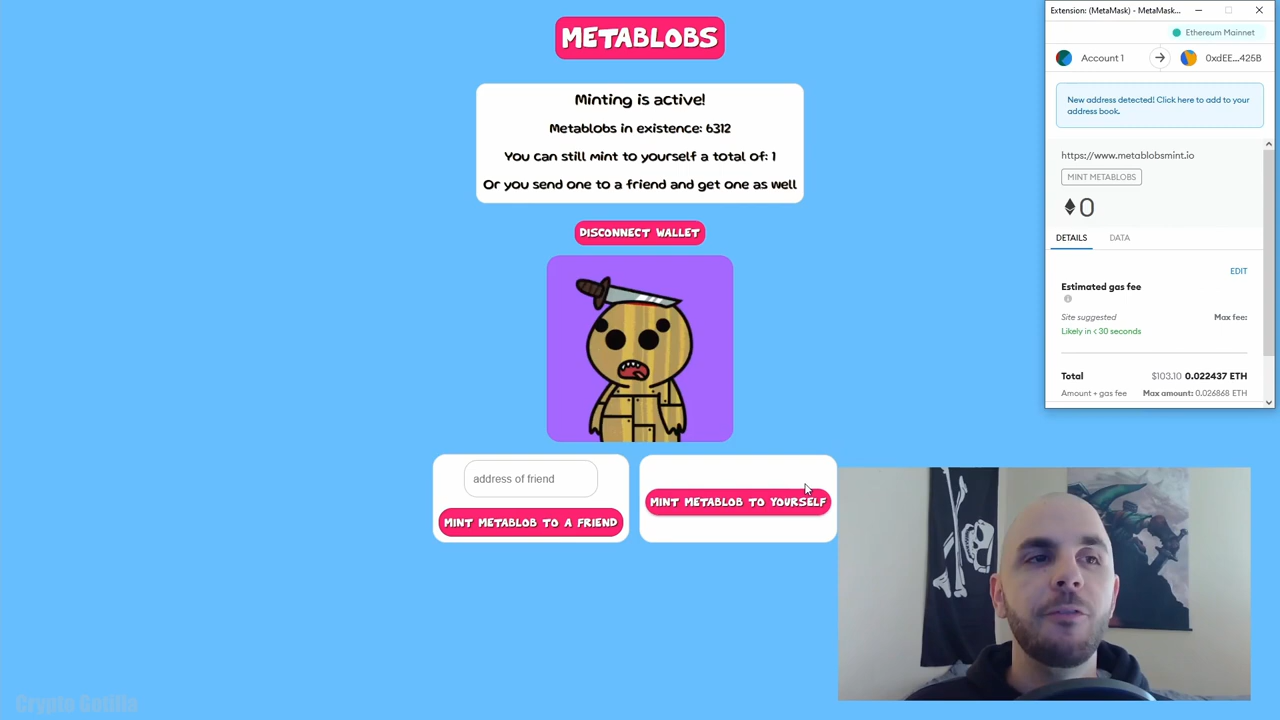 METABLOBS
Minting is active!
Metablobs in existence: 6312
You can still mint to yourself a total of: 1
Or you send one to a friend and get one as well
DISCONNECT WALLET
address of friend
MINT METABLOB TO A FRIEND
MINT METABLOB TO YOURSELF
Extension: (MetaMask) - MetaMask...
Ethereum Mainnet
Account 1
0xdEE...425B
New address detected! Click here to add to your
address book.
https://www.metablobsmint.io
MINT METABLOBS
0
DETAILS
DATA
EDIT
Estimated gas fee
Site suggested
Max fee:
Likely in < 30 seconds
Total
$103.10 0.022437 ETH
Amount + gas fee
Max amount: 0.026868 ETH
Crypto Gotilla